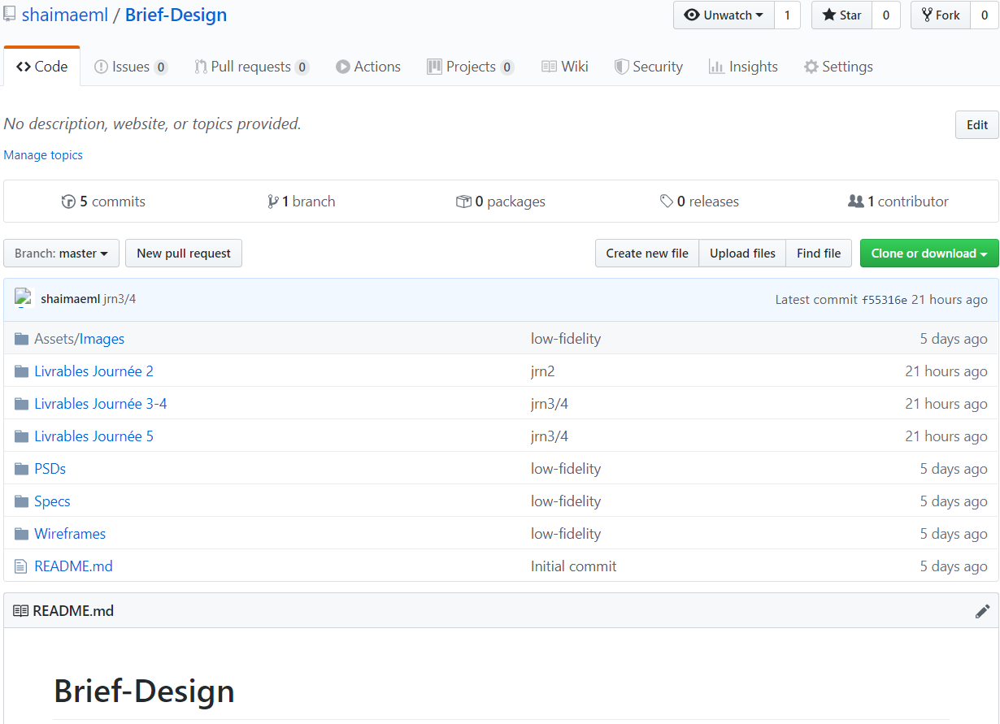 shaimaeml / Brief-Design Unwatch 1 Star 0 Fork 0
Code Issues 0 Pull requests 0 Actions Projects 0 Wiki Security Insights Settings
No description, website, or topics provided. Edit
Manage topics
5 commits 1 branch 0 packages 0 releases 1 contributor
Branch: master New pull request Create new file Upload files Find file Clone or download
shaimaeml jrn3/4 Latest commit f55316e 21 hours ago
Assets/Images low-fidelity 5 days ago
Livrables Journée 2 jrn2 21 hours ago
Livrables Journée 3-4 jrn3/4 21 hours ago
Livrables Journée 5 jrn3/4 21 hours ago
PSDs low-fidelity 5 days ago
Specs low-fidelity 5 days ago
Wireframes low-fidelity 5 days ago
README.md Initial commit 5 days ago
README.md
Brief-Design